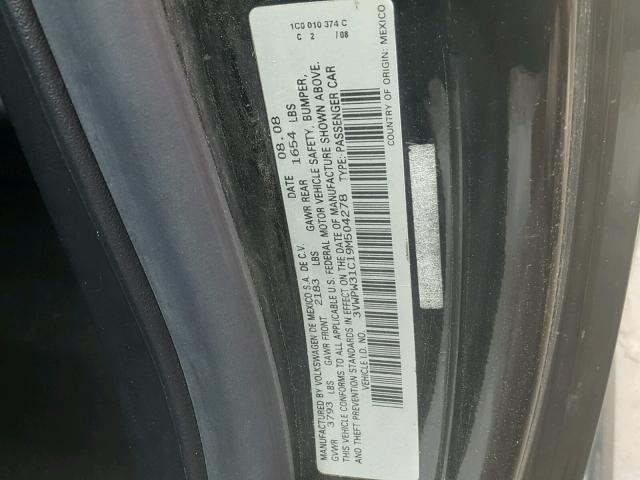 1C0 010 374 C
C 2 /08
MANUFACTURED BY VOLKSWAGEN DE MEXICO S.A. DE C.V. DATE 08.08
GVWR 3793 LBS GAWR FRONT 2183 LBS GAWR REAR 1654 LBS
THIS VEHICLE CONFORMS TO ALL APPLICABLE U.S. FEDERAL MOTOR VEHICLE SAFETY, BUMPER,
AND THEFT PREVENTION STANDARDS IN EFFECT ON THE DATE OF MANUFACTURE SHOWN ABOVE.
VEHICLE I.D. NO. 3VWPW31C19M504278 TYPE: PASSENGER CAR
COUNTRY OF ORIGIN: MEXICO